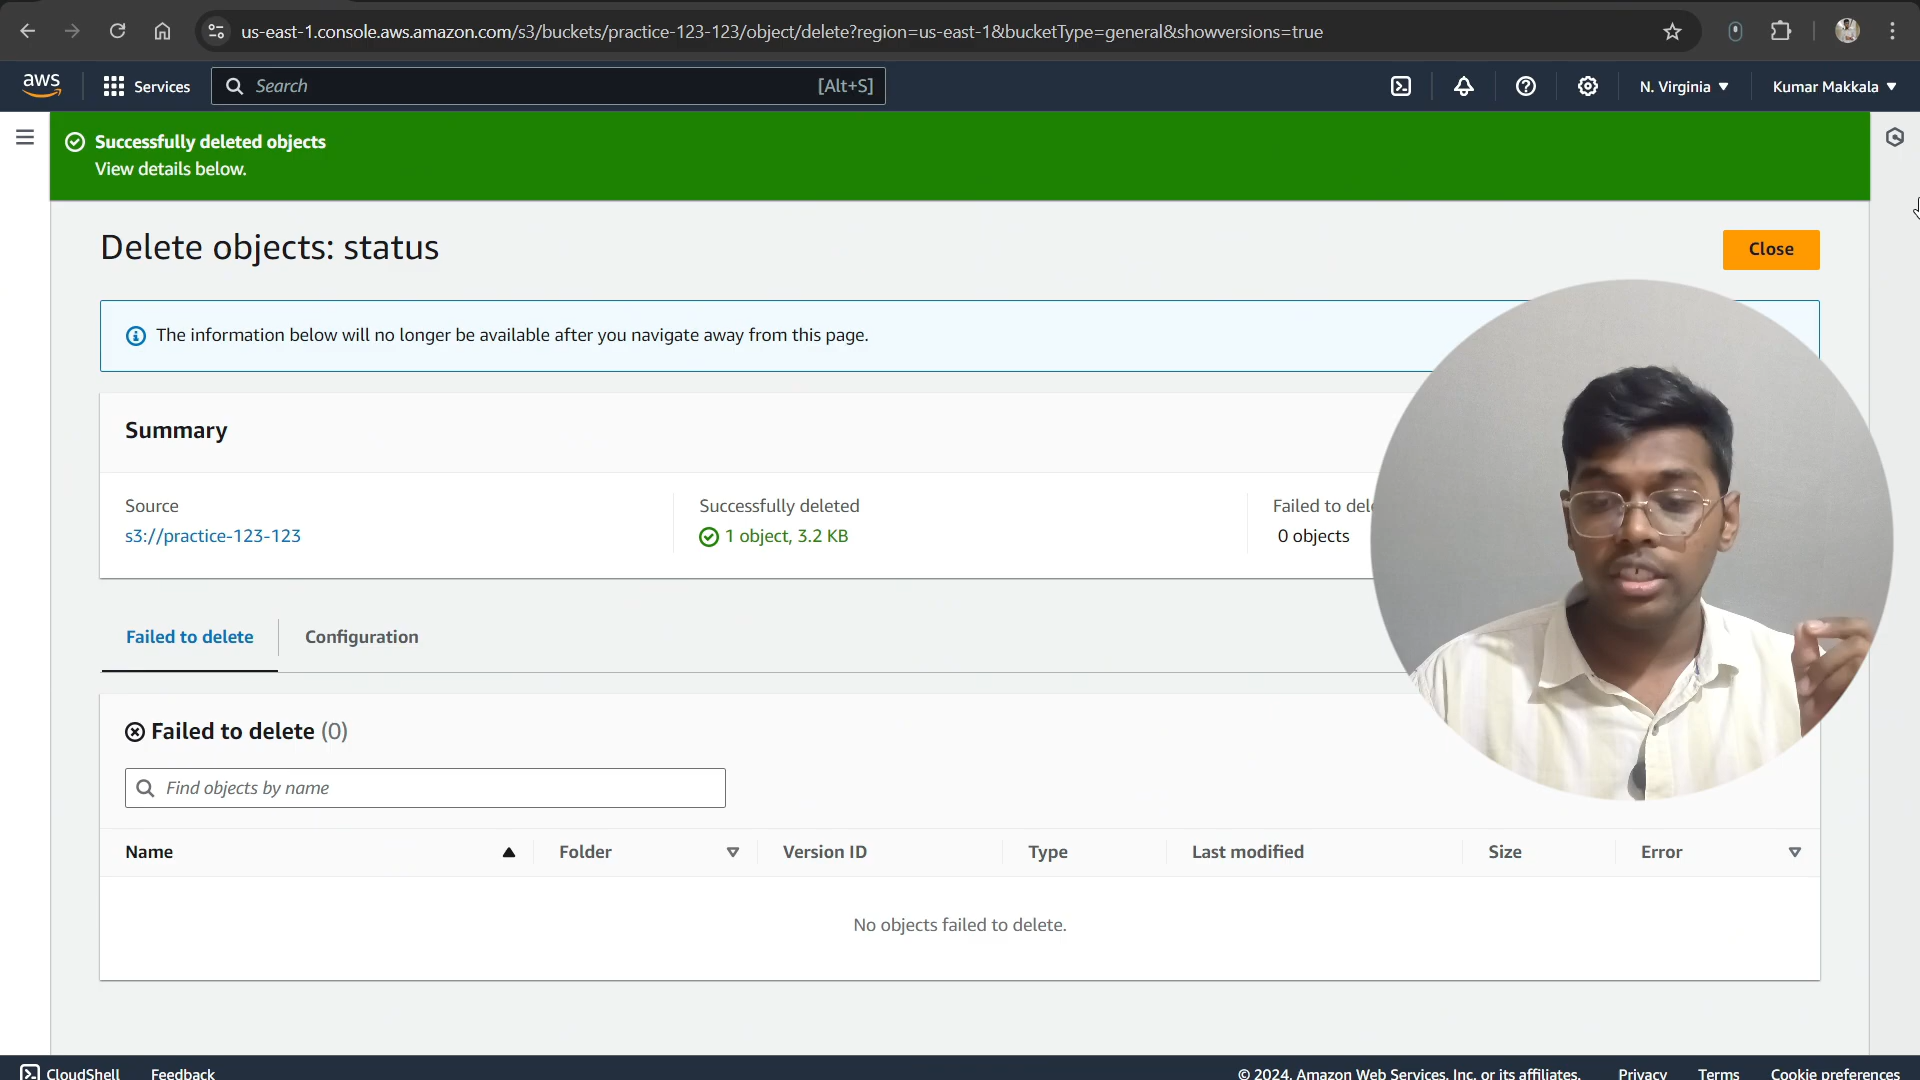 us-east-1.console.aws.amazon.com/s3/buckets/practice-123-123/object/delete?region=us-east-1&bucketType=general&showversions=true
aws
Services
Search
[Alt+S]
N. Virginia
Kumar Makkala
Successfully deleted objects
View details below.
Delete objects: status
Close
The information below will no longer be available after you navigate away from this page.
Summary
Source
Successfully deleted
Failed to
s3://practice-123-123
1 object, 3.2 KB
0 objects
Failed to delete
Configuration
Failed to delete (0)
Find objects by name
Name
Folder
Version ID
Type
Last modified
Size
Error
No objects failed to delete.
CloudShell
Feedback
© 2024, Amazon Web Services, Inc. or its affiliates.
Privacy
Terms
Cookie preferences